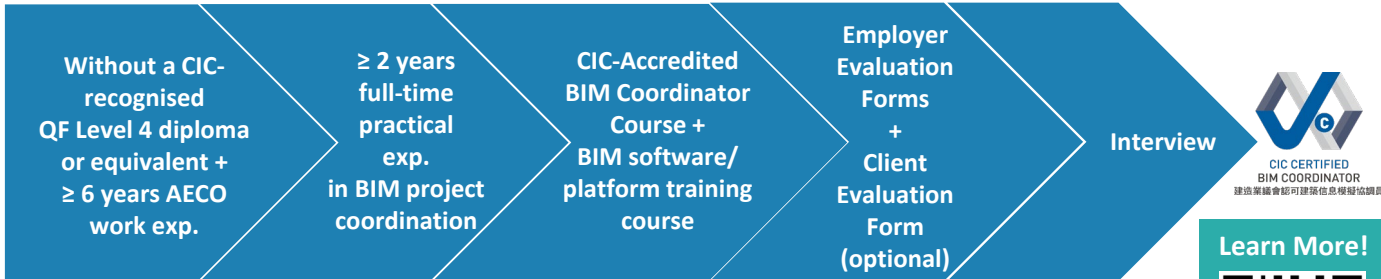 Without a CIC-
recognised
QF Level 4 diploma
or equivalent +
≥ 6 years AECO
work exp.
≥ 2 years
full-time
practical
exp.
in BIM project
coordination
CIC-Accredited
BIM Coordinator
Course +
BIM software/
platform training
course
Employer
Evaluation
Forms
+
Client
Evaluation
Form
(optional)
Interview
C
CIC CERTIFIED
BIM COORDINATOR
建造業議會認可建築信息模擬協調員
Learn More!